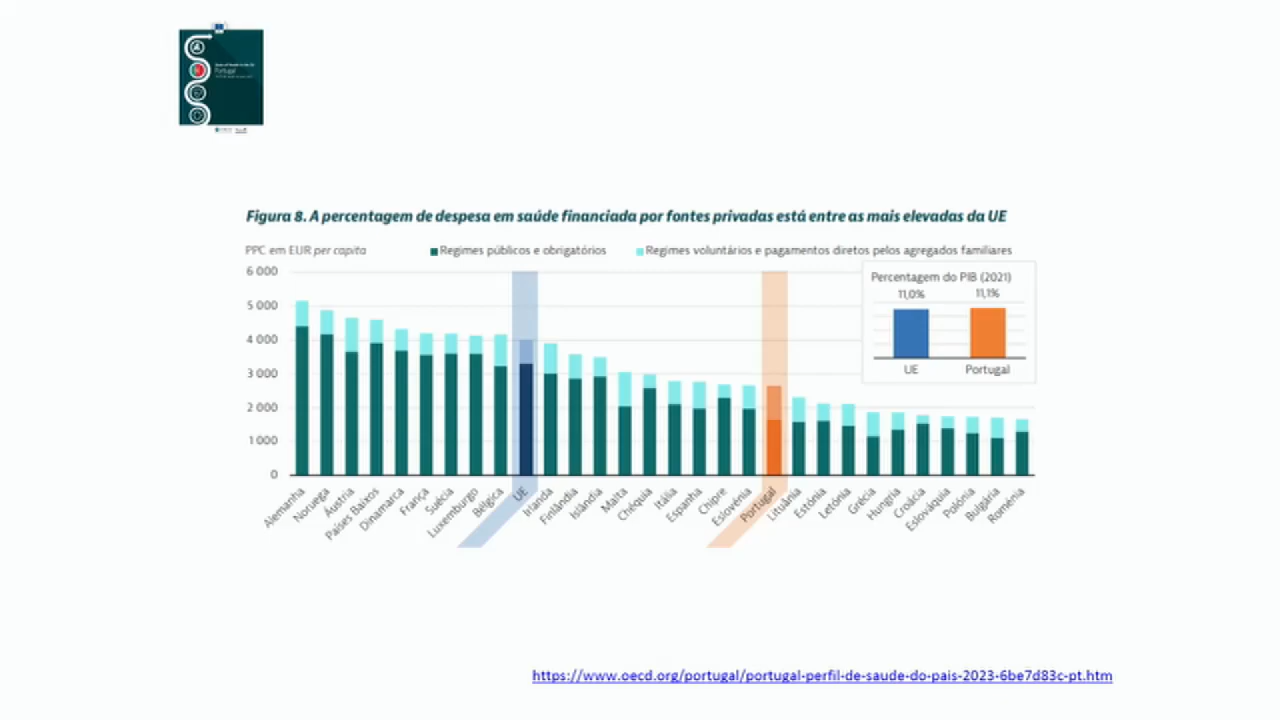 Portugal
Figura 8. A percentagem de despesa em saúde financiada por fontes privadas está entre as mais elevadas da UE
PPC em EUR per capita
Regimes públicos e obrigatórios
Regimes voluntários e pagamentos diretos pelos agregados familiares
6 000
5 000
4 000
3 000
2 000
1 000
0
Percentagem do PIB (2021)
11,0%
11,1%
UE
Portugal
Alemanha
Noruega
Áustria
Países Baixos
Dinamarca
França
Suécia
Luxemburgo
Bélgica
UE
Irlanda
Finlândia
Islândia
Malta
Chéquia
Itália
Espanha
Chipre
Eslovénia
Portugal
Lituânia
Estónia
Letónia
Grécia
Hungria
Croácia
Eslováquia
Polónia
Bulgária
Roménia
https://www.oecd.org/portugal/portugal-perfil-de-saude-do-pais-2023-6be7d83c-pt.htm